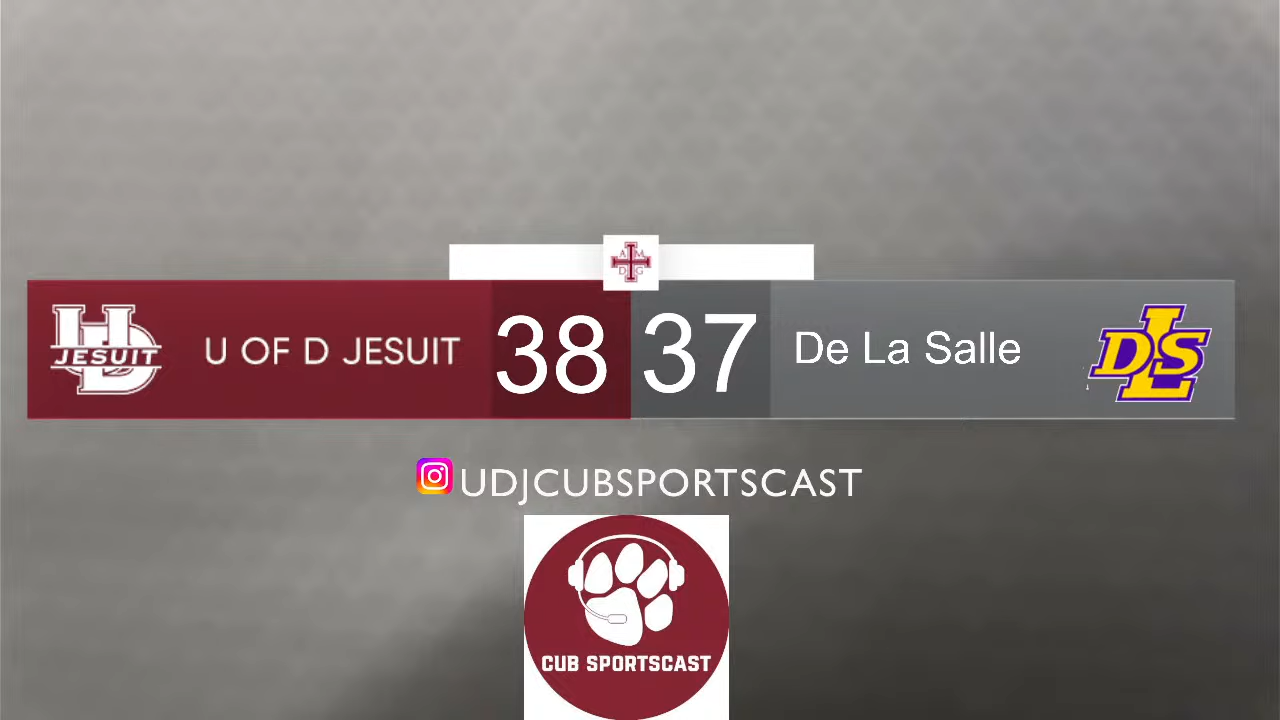 A M
D G
JESUIT
U OF D JESUIT
38
37
De La Salle
DLS
UDJCUBSPORTSCAST
CUB SPORTSCAST